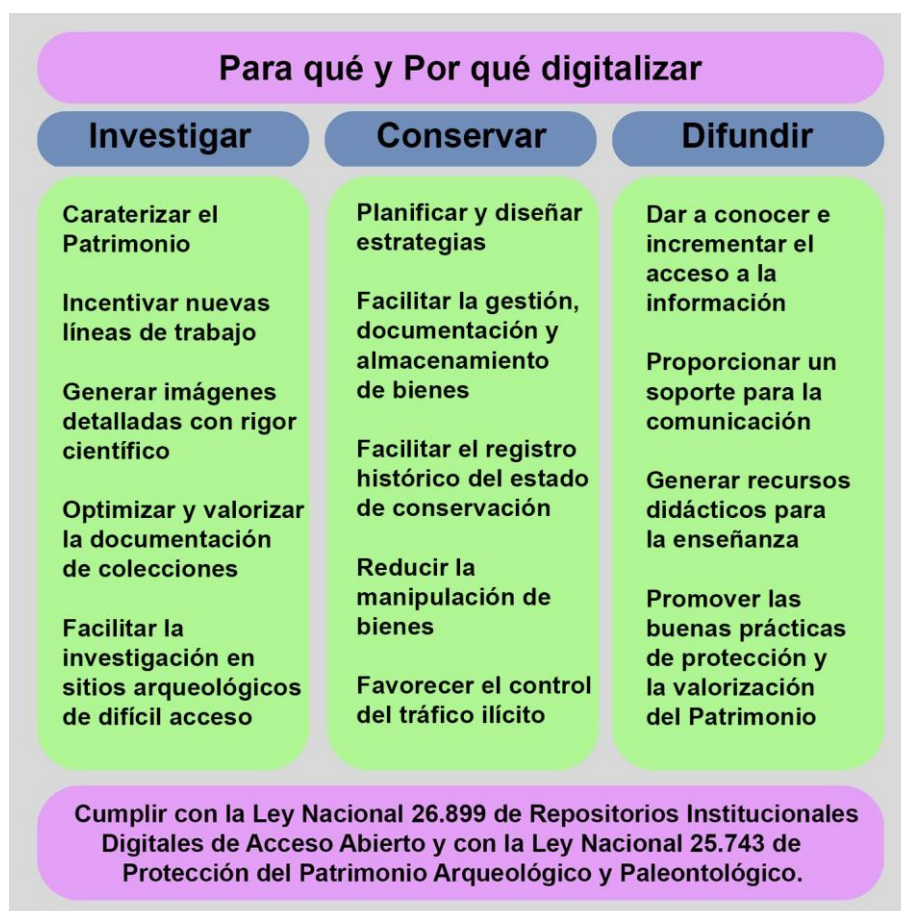 Para qué y Por qué digitalizar
Investigar
Caraterizar el
Patrimonio
Incentivar nuevas
líneas de trabajo
Generar imágenes
detalladas con rigor
científico
Optimizar y valorizar
la documentación
de colecciones
Facilitar la
investigación en
sitios arqueológicos
de difícil acceso
Conservar
Planificar y diseñar
estrategias
Facilitar la gestión,
documentación y
almacenamiento
de bienes
Facilitar el registro
histórico del estado
de conservación
Reducir la
manipulación de
bienes
Favorecer el control
del tráfico ilícito
Difundir
Dar a conocer e
incrementar el
acceso a la
información
Proporcionar un
soporte para la
comunicación
Generar recursos
didácticos para
la enseñanza
Promover las
buenas prácticas
de protección y
la valorización
del Patrimonio
Cumplir con la Ley Nacional 26.899 de Repositorios Institucionales
Digitales de Acceso Abierto y con la Ley Nacional 25.743 de
Protección del Patrimonio Arqueológico y Paleontológico.